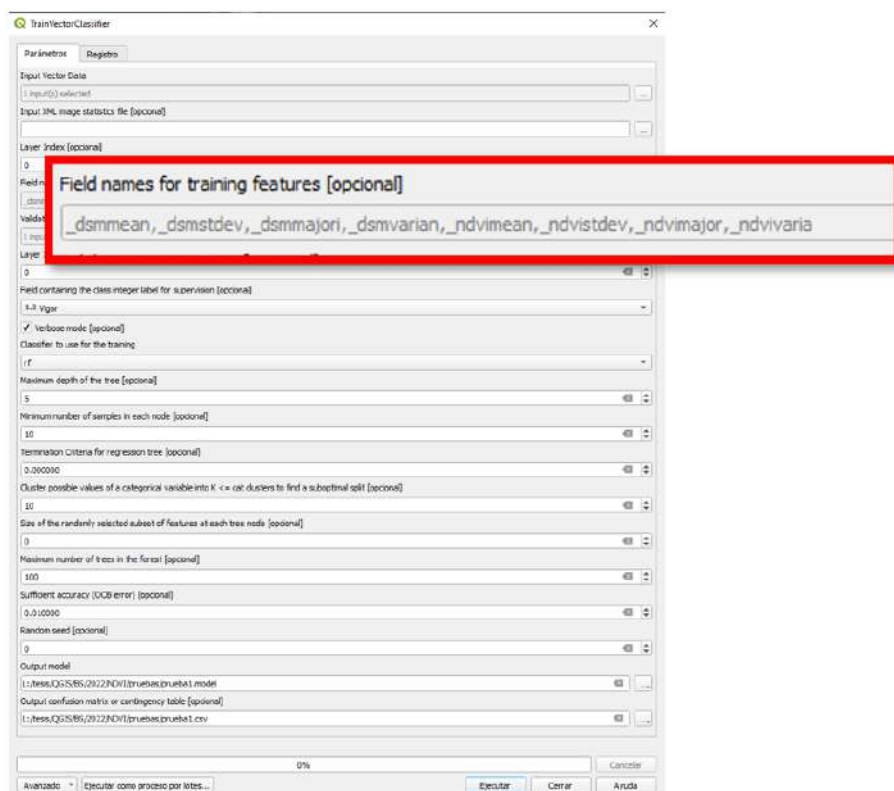 TrainVectorClassifier
Parámetros Registro
Input Vector Data
1 input(s) selected
Input XML image statistics file [opcional]
Layer Index [opcional]
0
Field n
Field names for training features [opcional]
_dsmmean,_dsmstdev,_dsmmajori,_dsmvarian,_ndvimean,_ndvistdev,_ndvimajor,_ndvivaria
_dsm
Validat
1 inpu
Layer
0
Field containing the class integer label for supervision [opcional]
Vigor
Verbose mode [opcional]
Classifier to use for the training
rf
Maximum depth of the tree [opcional]
5
Minimum number of samples in each node [opcional]
10
Termination Criteria for regression tree [opcional]
0.000000
Cluster possible values of a categorical variable into K <= cat clusters to find a suboptimal split [opcional]
10
Size of the randomly selected subset of features at each tree node [opcional]
0
Maximum number of trees in the forest [opcional]
100
Sufficient accuracy (OOB error) [opcional]
0.010000
Random seed [opcional]
0
Output model
L:/tesis/QGIS/BS/2022/NDVI/pruebas/prueba1.model
Output confusion matrix or contingency table [opcional]
L:/tesis/QGIS/BS/2022/NDVI/pruebas/prueba1.csv
0% Cancelar
Avanzado Ejecutar como proceso por lotes... Ejecutar Cerrar Ayuda